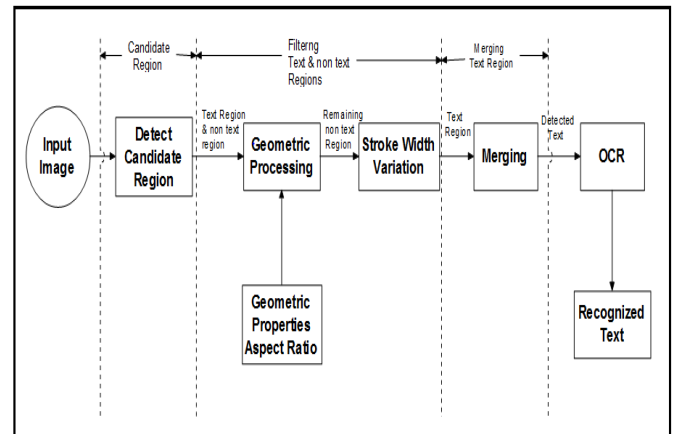 Candidate
Region
Filterng
Text & non text
Regions
Merging
Text Region
Input
Image
Detect
Candidate
Region
Text Region
& non text
region
Geometric
Processing
Remaining
non text
Region
Stroke Width
Variation
Text
Region
Merging
Detected
Text
OCR
Geometric
Properties
Aspect Ratio
Recognized
Text